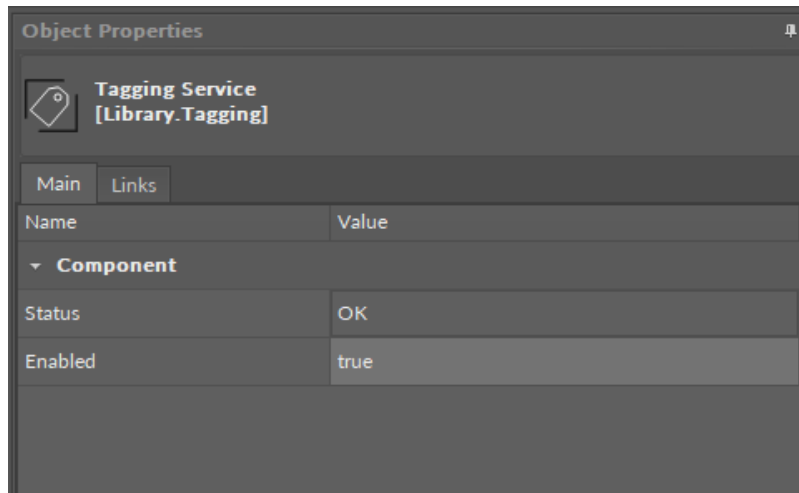 Object Properties
Tagging Service
[Library.Tagging]
Main Links
Name Value
Component
Status OK
Enabled true